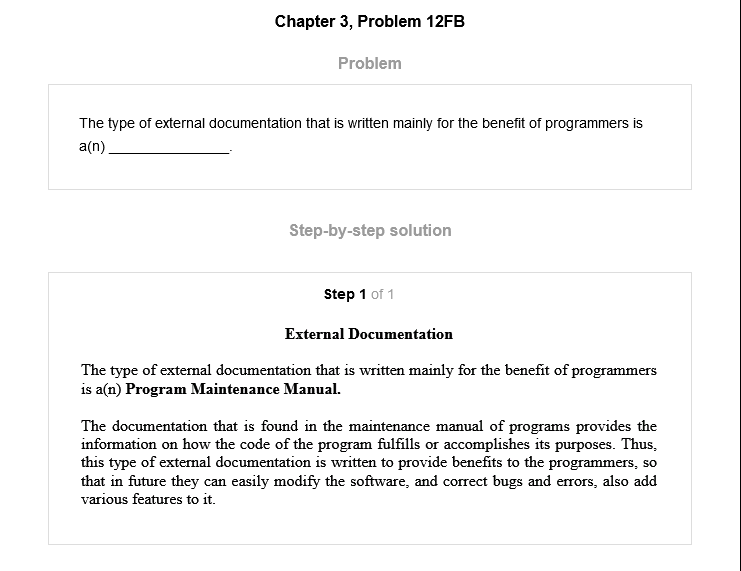 Chapter 3, Problem 12FB
Problem
The type of external documentation that is written mainly for the benefit of programmers is
a(n) ________________.
Step-by-step solution
Step 1 of 1
External Documentation
The type of external documentation that is written mainly for the benefit of programmers
is a(n) Program Maintenance Manual.
The documentation that is found in the maintenance manual of programs provides the
information on how the code of the program fulfills or accomplishes its purposes. Thus,
this type of external documentation is written to provide benefits to the programmers, so
that in future they can easily modify the software, and correct bugs and errors, also add
various features to it.